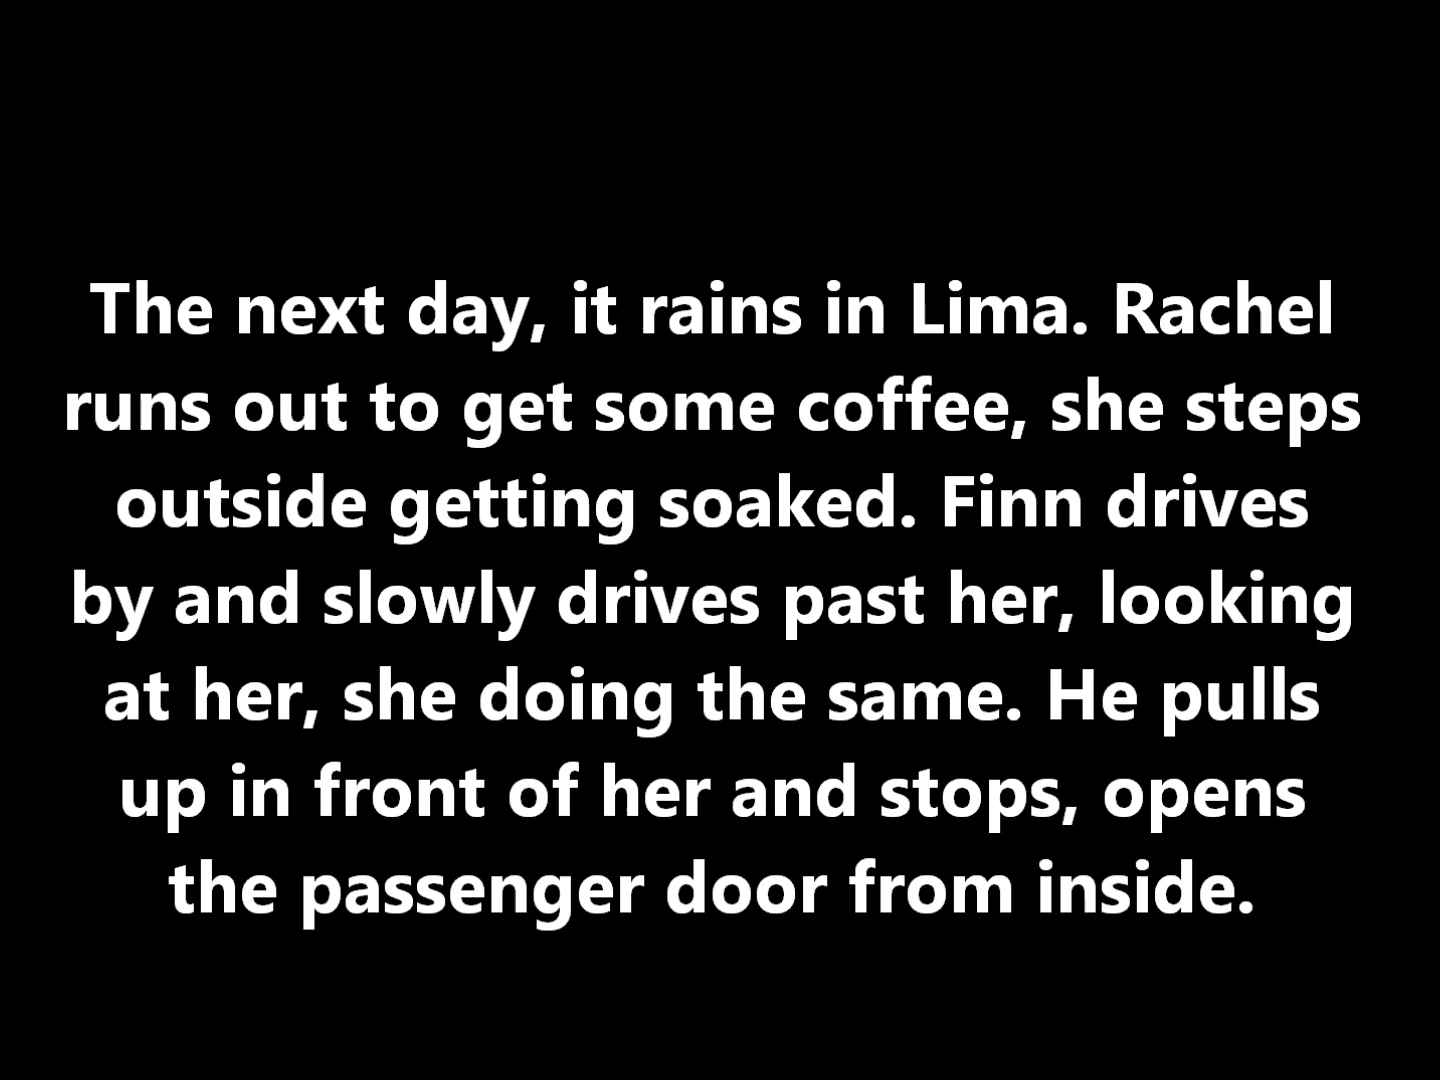 The next day, it rains in Lima. Rachel
runs out to get some coffee, she steps
outside getting soaked. Finn drives
by and slowly drives past her, looking
at her, she doing the same. He pulls
up in front of her and stops, opens
the passenger door from inside.